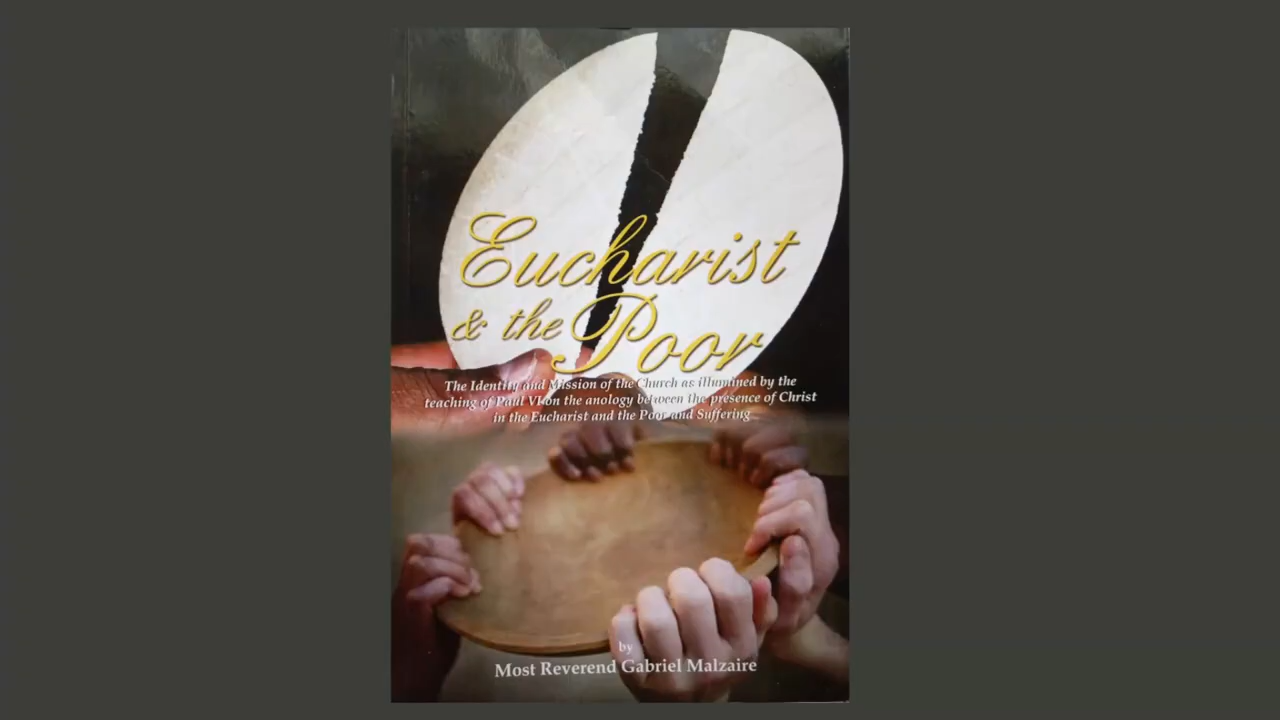 Eucharist
& the Poor
The Identity and Mission of the Church as illumined by the
teaching of Paul VI on the anology between the presence of Christ
in the Eucharist and the Poor and Suffering
by
Most Reverend Gabriel Malzaire